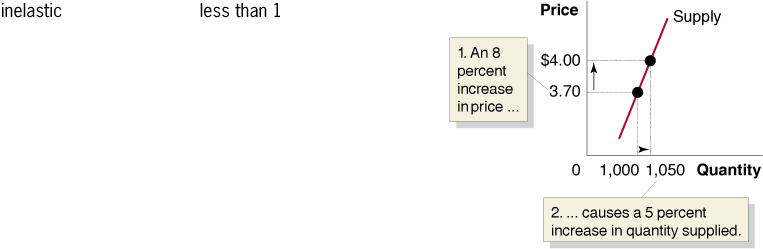 inelastic
less than 1
Price
Supply
1. An 8
percent
increase
in price ...
$4.00
3.70
0
1,000
1,050
Quantity
2. ... causes a 5 percent
increase in quantity supplied.